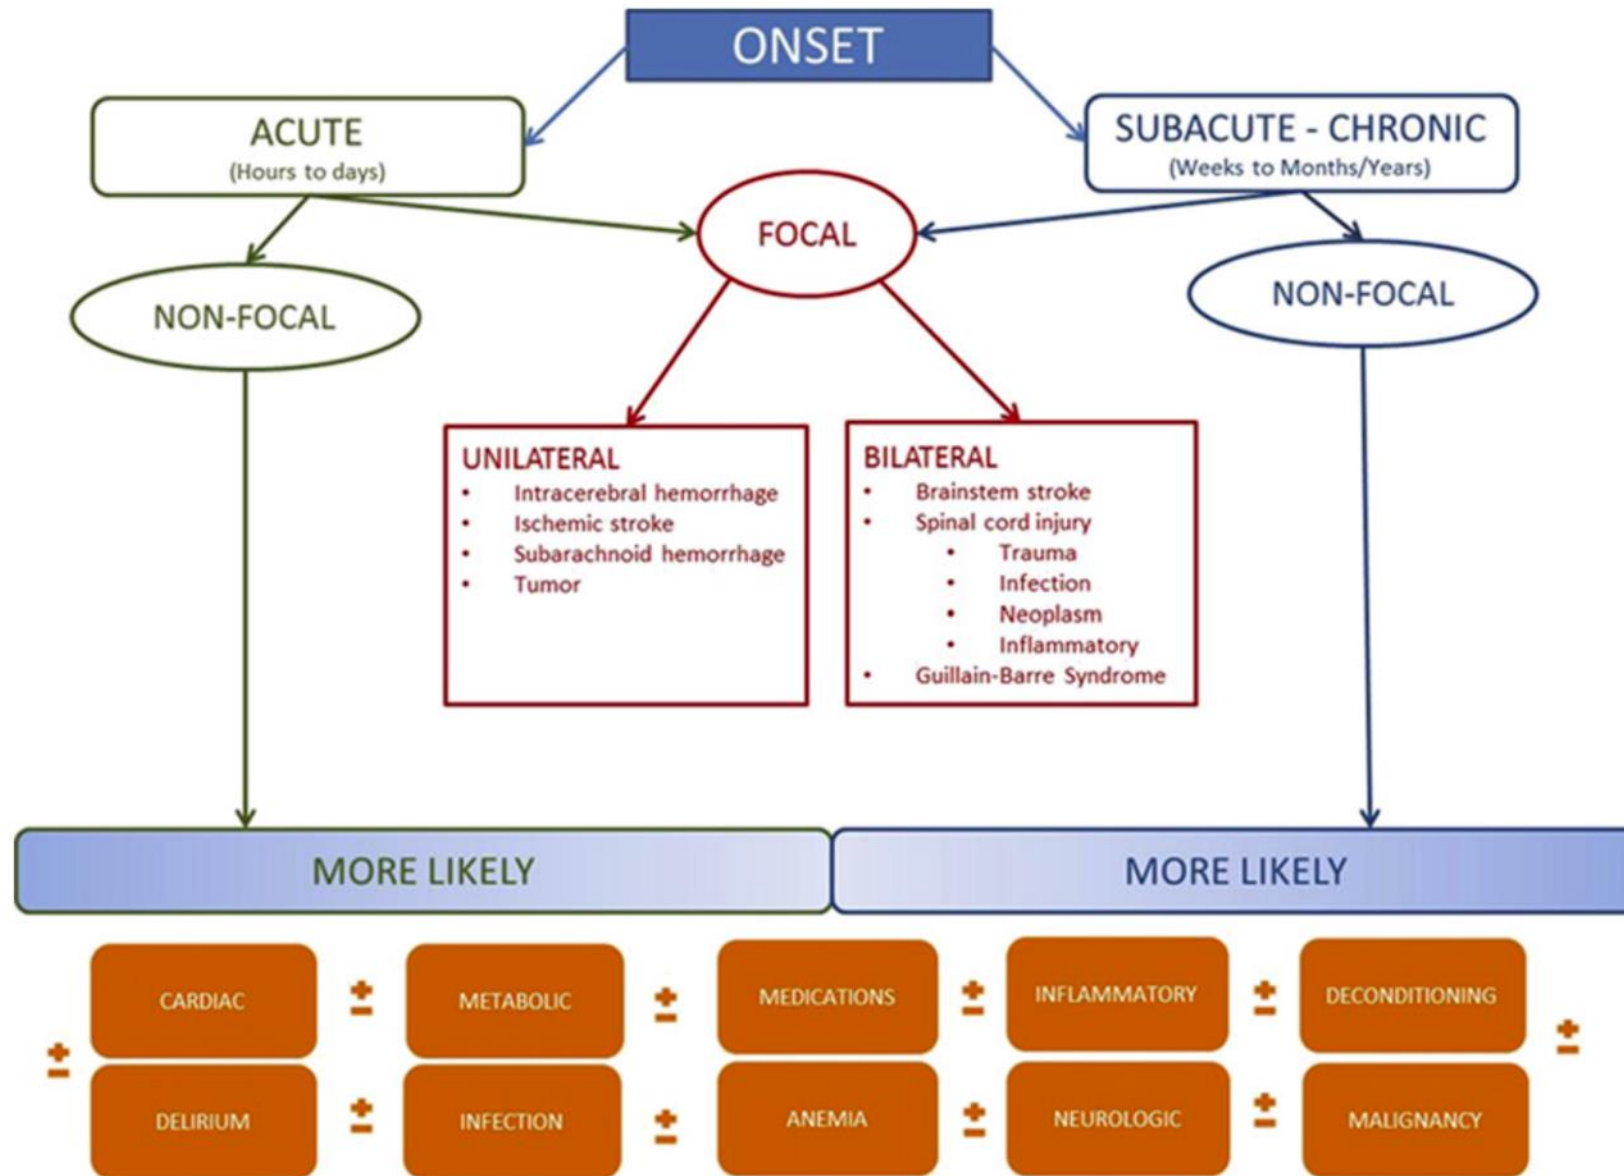 ONSET
ACUTE
(Hours to days)
SUBACUTE - CHRONIC
(Weeks to Months/Years)
FOCAL
NON-FOCAL
NON-FOCAL
UNILATERAL
• Intracerebral hemorrhage
• Ischemic stroke
• Subarachnoid hemorrhage
• Tumor
BILATERAL
• Brainstem stroke
• Spinal cord injury
• Trauma
• Infection
• Neoplasm
• Inflammatory
• Guillain-Barre Syndrome
MORE LIKELY
MORE LIKELY
CARDIAC ± METABOLIC ± MEDICATIONS ± INFLAMMATORY ± DECONDITIONING
± ±
DELIRIUM ± INFECTION ± ANEMIA ± NEUROLOGIC ± MALIGNANCY